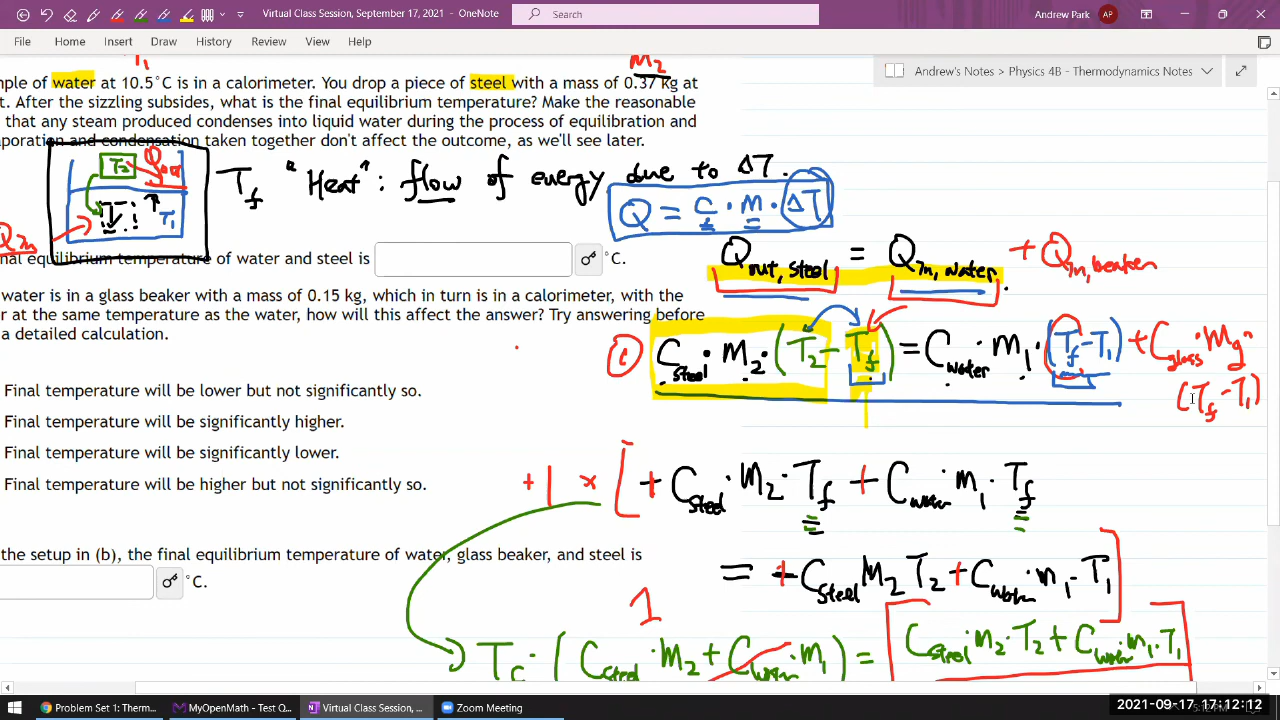 Virtual Class Session, September 17, 2021 - OneNote
Search
Andrew Park
AP
File Home Insert Draw History Review View Help
Andrew's Notes > Physics 4B - Thermodynamics Notes
M2
mple of water at 10.5°C is in a calorimeter. You drop a piece of steel with a mass of 0.37 kg at
t. After the sizzling subsides, what is the final equilibrium temperature? Make the reasonable
that any steam produced condenses into liquid water during the process of equilibration and
aporation and condensation taken together don't affect the outcome, as we'll see later.
T2 Qout
T1
Qin
Tf "Heat": flow of energy due to ΔT.
Q = C · m · ΔT
nal equilibrium temperature of water and steel is °C.
Qout, steel = Qin, water + Qin, beaker
water is in a glass beaker with a mass of 0.15 kg, which in turn is in a calorimeter, with the
r at the same temperature as the water, how will this affect the answer? Try answering before
a detailed calculation.
(c) Csteel · M2 · (T2 - Tf) = Cwater · m1 · (Tf - T1) + Cglass · mg ·
(Tf - T1)
Final temperature will be lower but not significantly so.
Final temperature will be significantly higher.
Final temperature will be significantly lower.
Final temperature will be higher but not significantly so.
+1 × [ + Csteel · M2 · Tf + Cwater · m1 · Tf
the setup in (b), the final equilibrium temperature of water, glass beaker, and steel is
°C.
= + Csteel M2 T2 + Cwater · m1 · T1 ]
1
Tf · (Csteel · M2 + Cwater · m1) = Csteel · m2 · T2 + Cwater · m1 · T1
Problem Set 1: Therm...
MyOpenMath - Test Q...
Virtual Class Session, ...
Zoom Meeting
2021-09-17 17:12:12